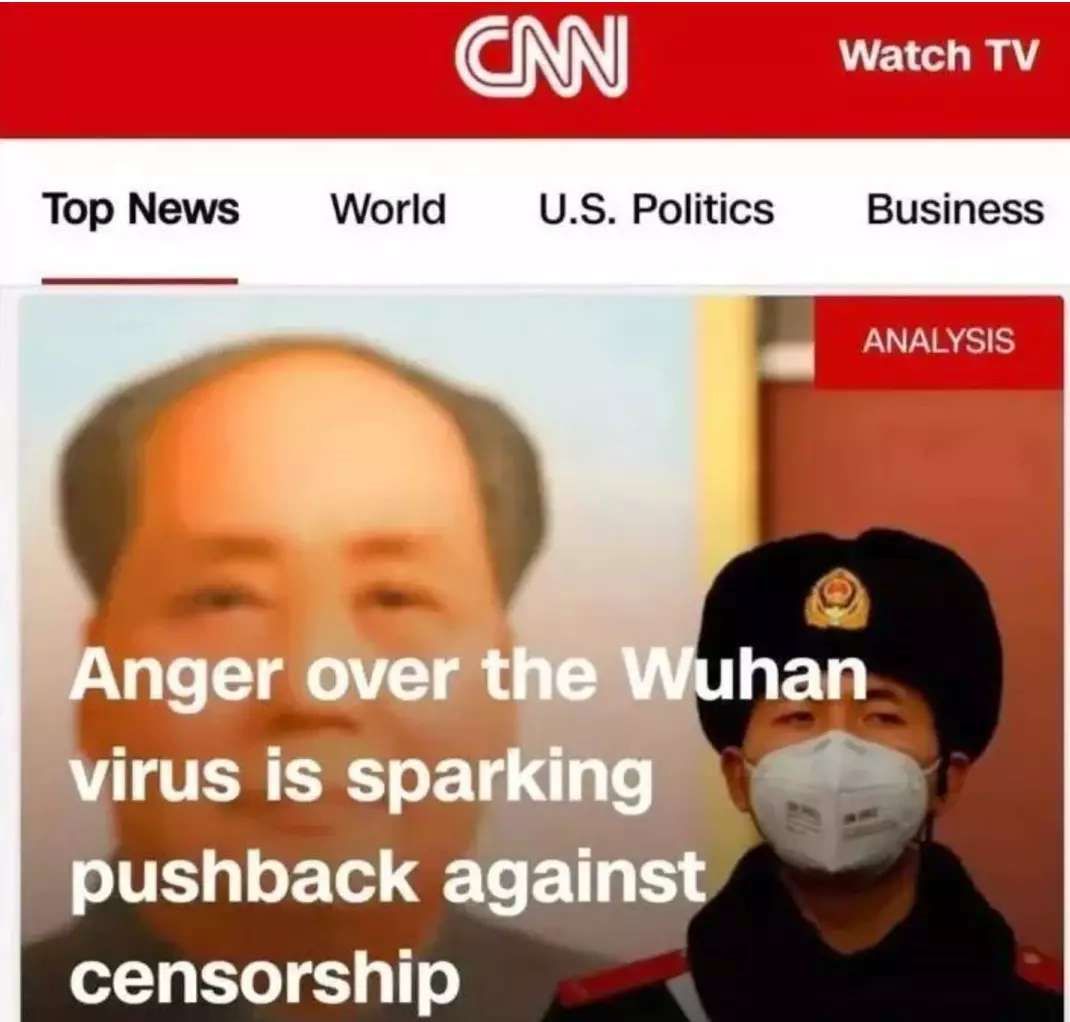 CNN
Watch TV
Top News World U.S. Politics Business
ANALYSIS
Anger over the Wuhan
virus is sparking
pushback against
censorship